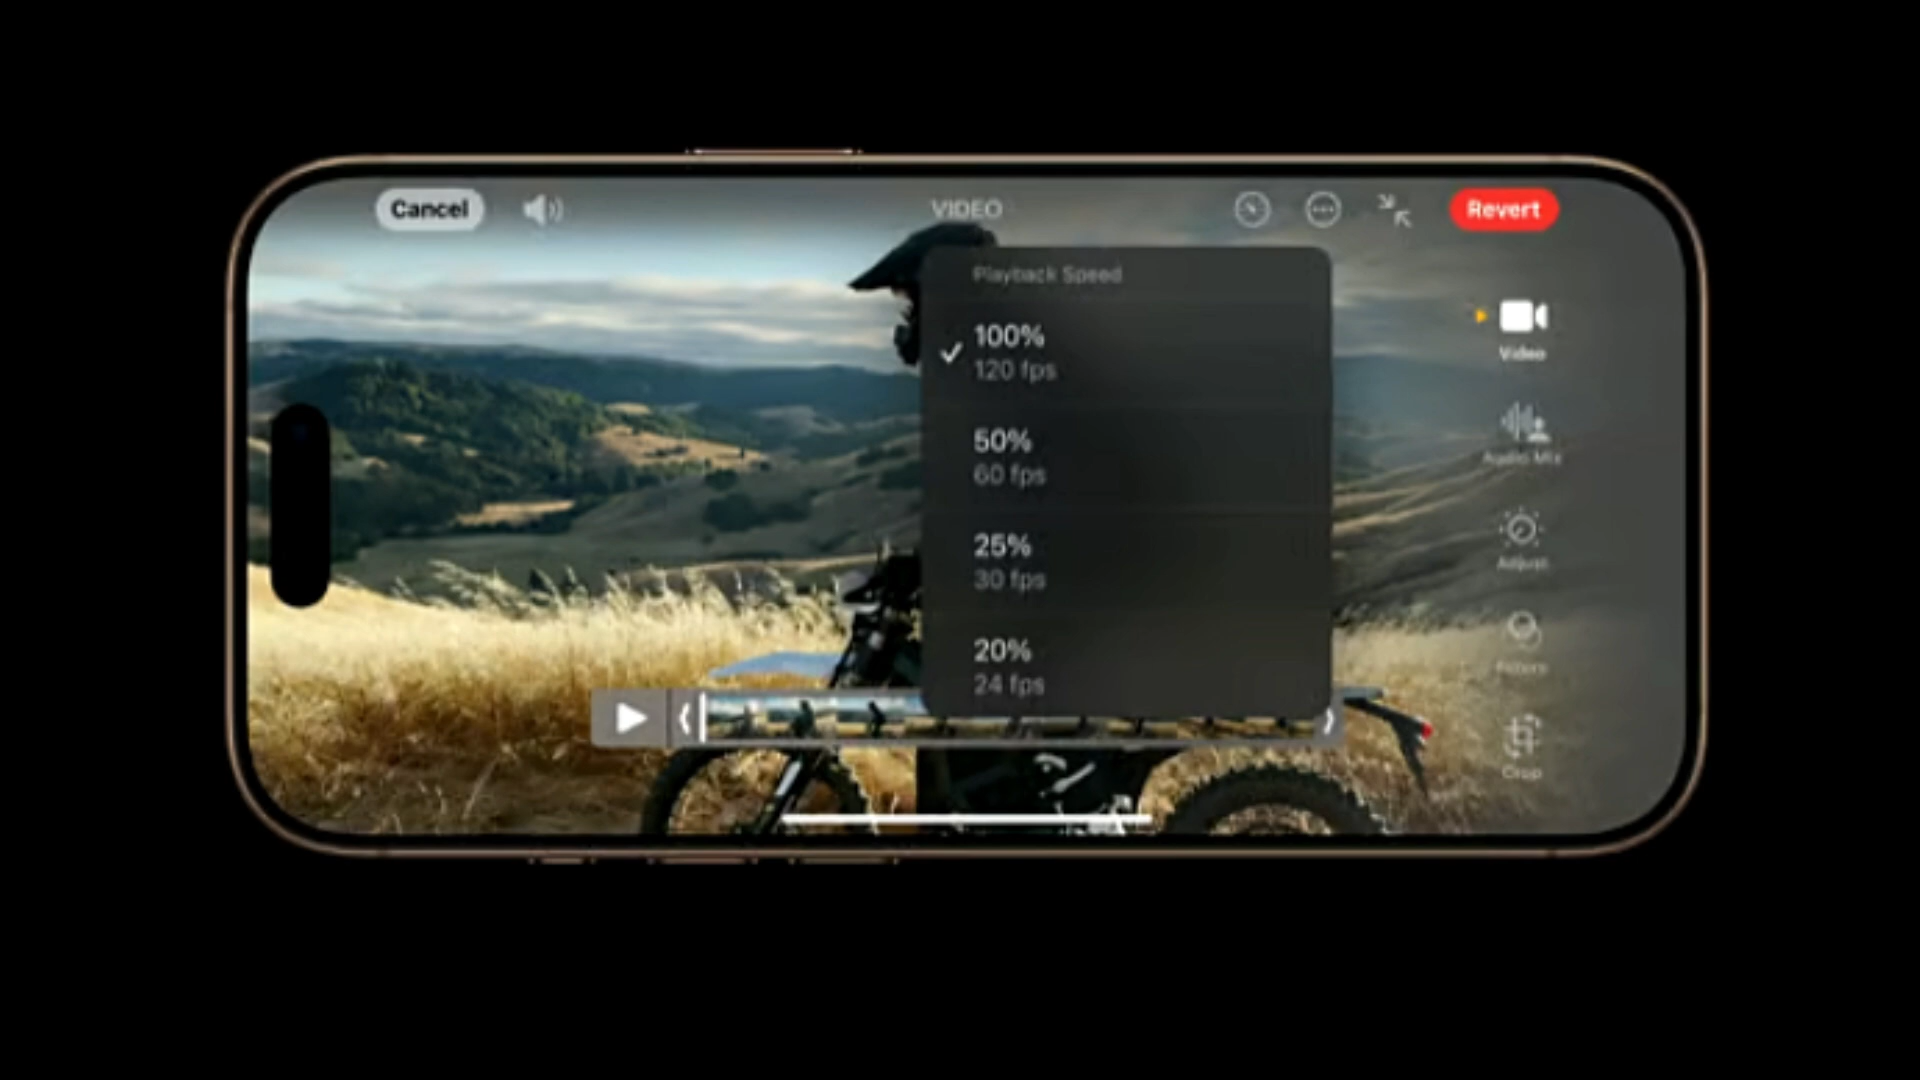 Cancel
VIDEO
Revert
Playback Speed
100%
120 fps
50%
60 fps
25%
30 fps
20%
24 fps
Video
Audio Mix
Adjust
Filters
Crop